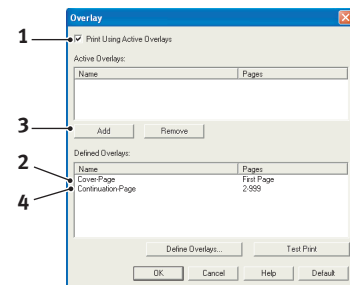 Overlay
1
Print Using Active Overlays
Active Overlays:
Name Pages
3
Add Remove
Defined Overlays:
2
Name Pages
Cover-Page First Page
4
Continuation-Page 2-999
Define Overlays... Test Print
OK Cancel Help Default